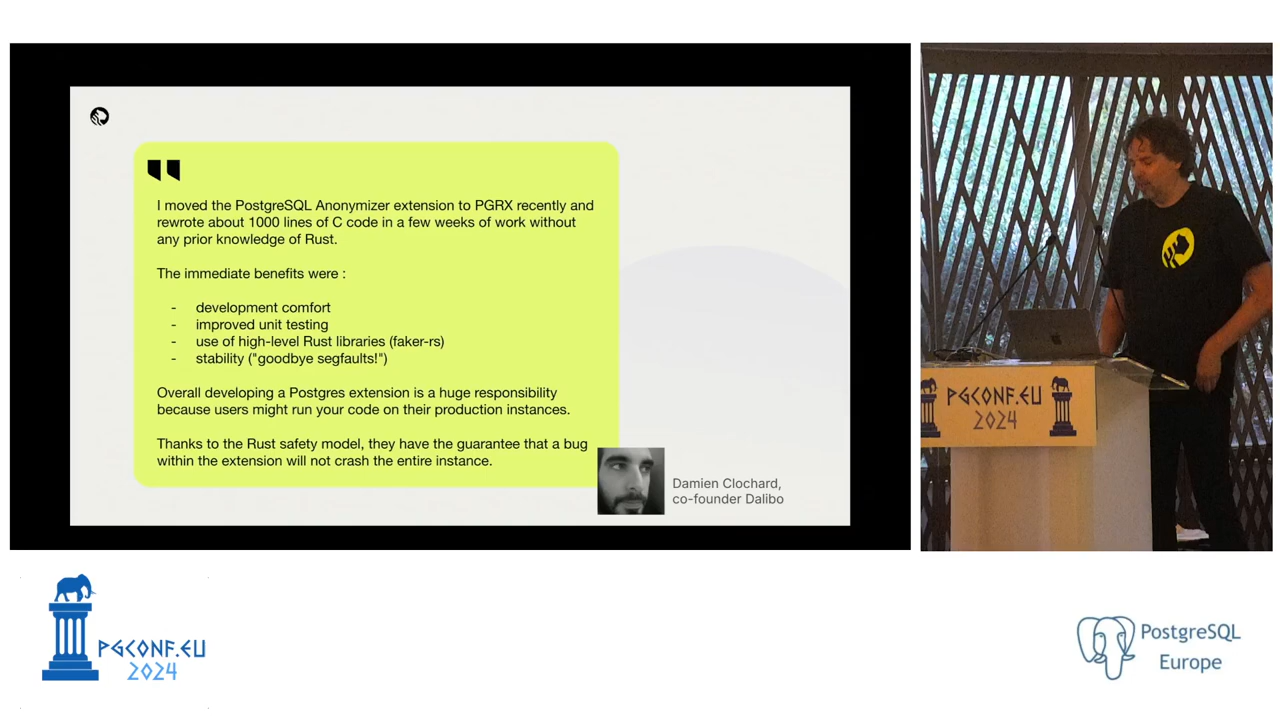 I moved the PostgreSQL Anonymizer extension to PGRX recently and
rewrote about 1000 lines of C code in a few weeks of work without
any prior knowledge of Rust.
The immediate benefits were :
- development comfort
- improved unit testing
- use of high-level Rust libraries (faker-rs)
- stability ("goodbye segfaults!")
Overall developing a Postgres extension is a huge responsibility
because users might run your code on their production instances.
Thanks to the Rust safety model, they have the guarantee that a bug
within the extension will not crash the entire instance.
Damien Clochard,
co-founder Dalibo
PGCONF.EU
2024
PGCONF.EU
2024
PostgreSQL
Europe